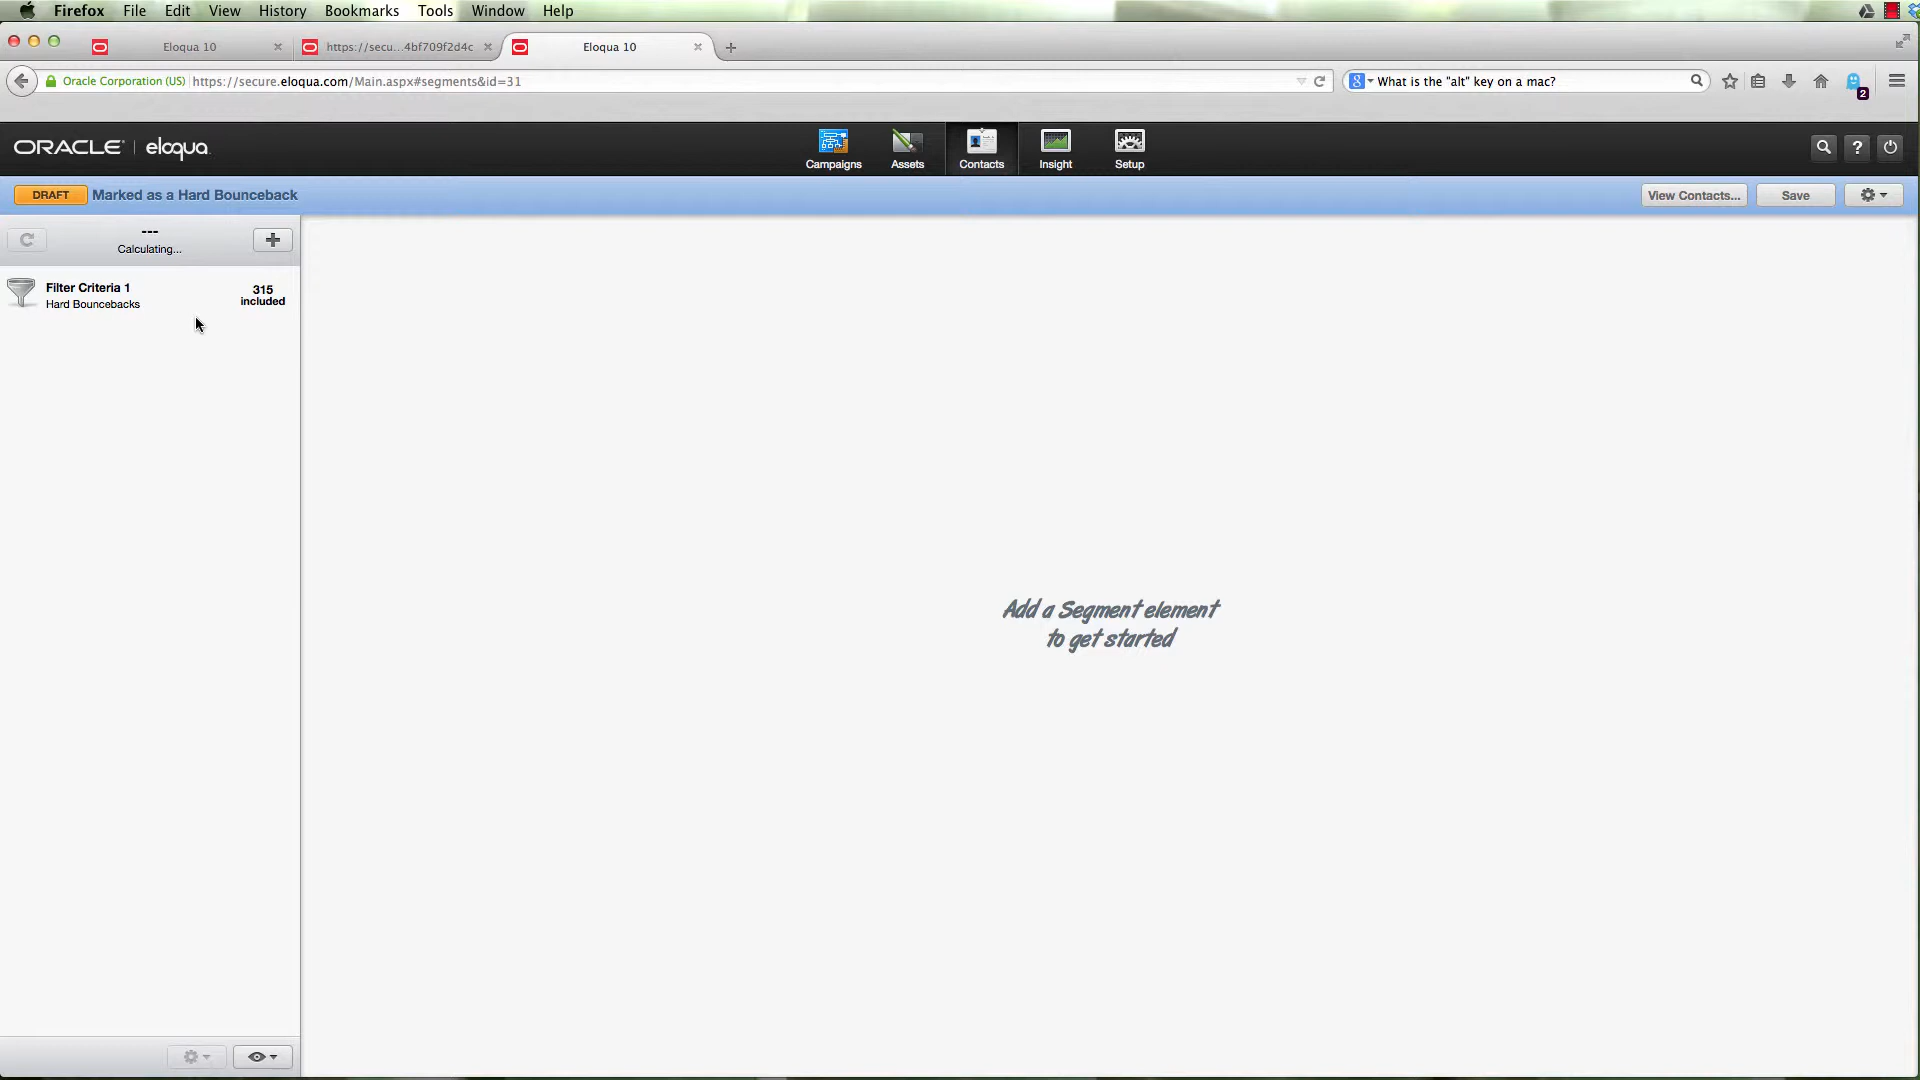 Firefox File Edit View History Bookmarks Tools Window Help
Eloqua 10 https://secu...4bf709f2d4c Eloqua 10
Oracle Corporation (US) https://secure.eloqua.com/Main.aspx#segments&id=31 What is the "alt" key on a mac?
2
ORACLE | eloqua
Campaigns Assets Contacts Insight Setup
?
DRAFT Marked as a Hard Bounceback View Contacts... Save
---
Calculating...
Filter Criteria 1
Hard Bouncebacks
315
included
Add a Segment element
to get started